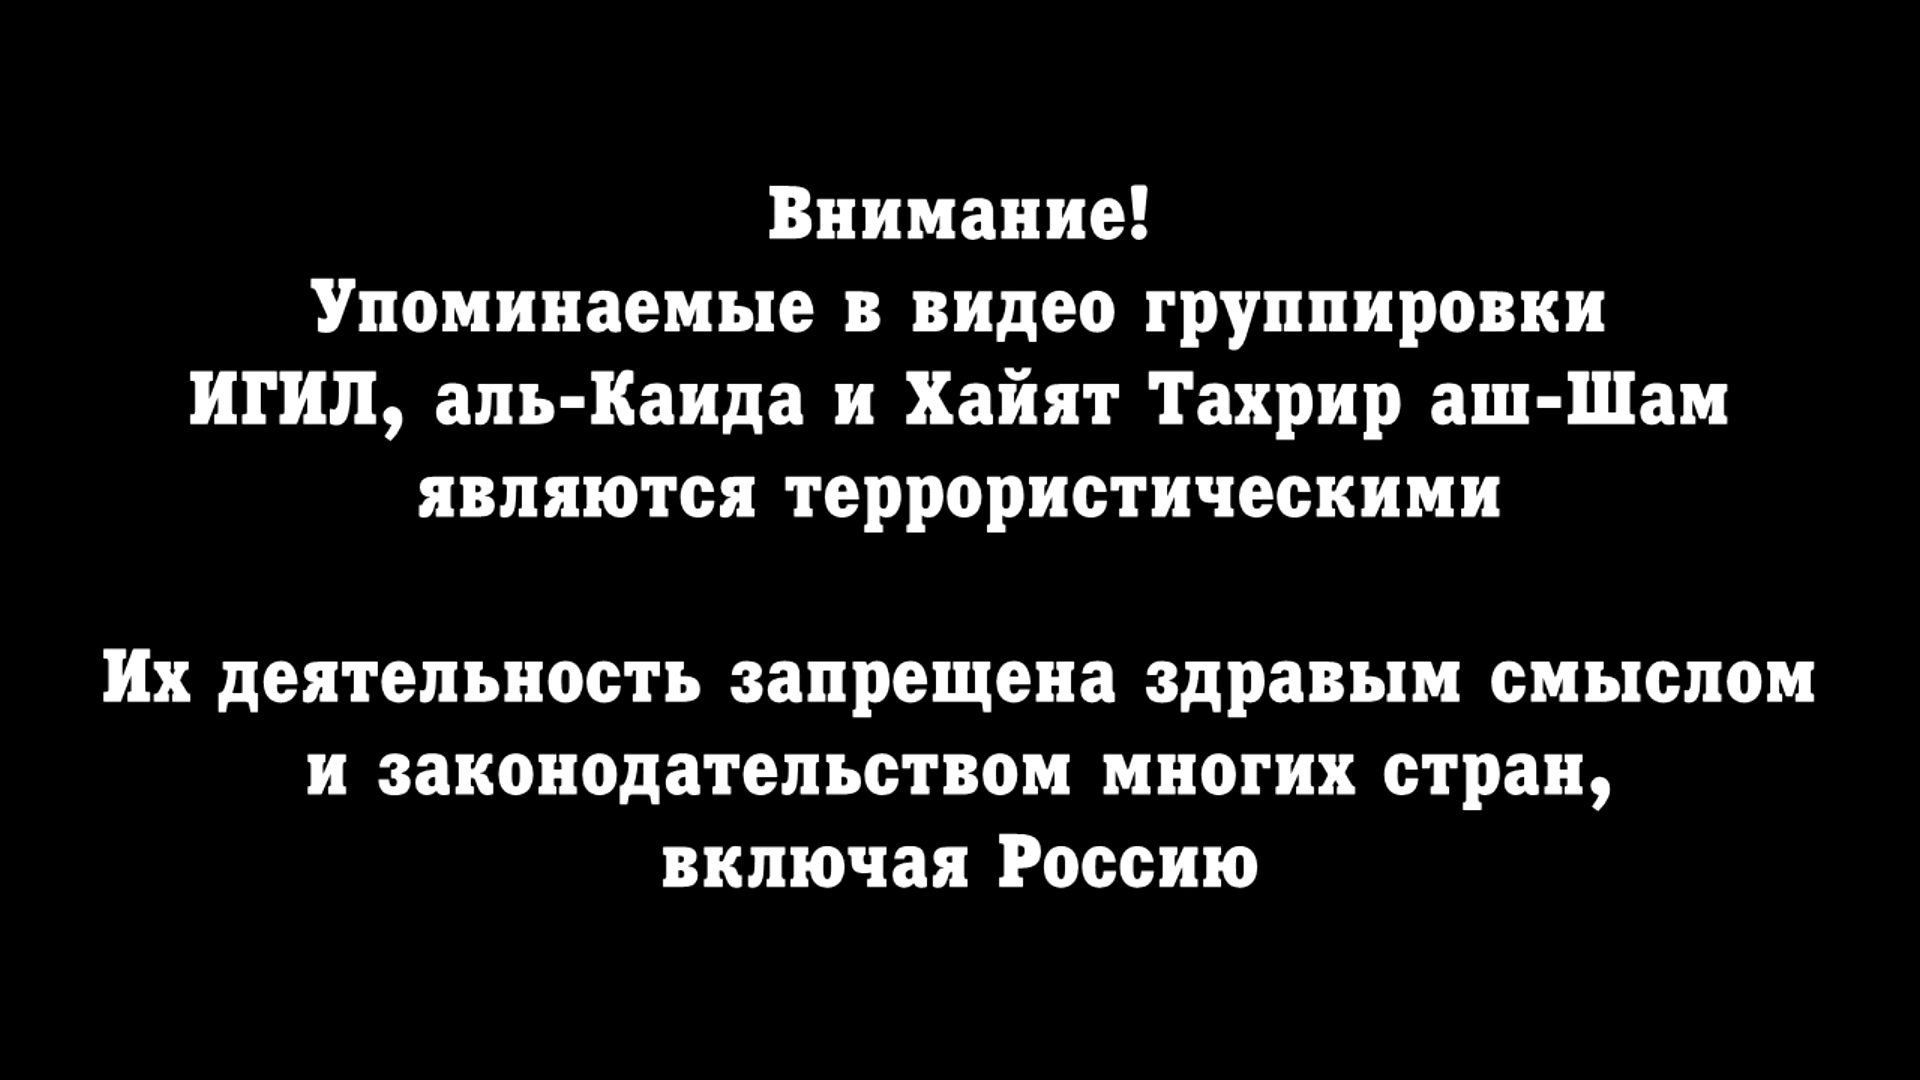 Внимание!
Упоминаемые в видео группировки
ИГИЛ, аль-Каида и Хайят Тахрир аш-Шам
являются террористическими
Их деятельность запрещена здравым смыслом
и законодательством многих стран,
включая Россию